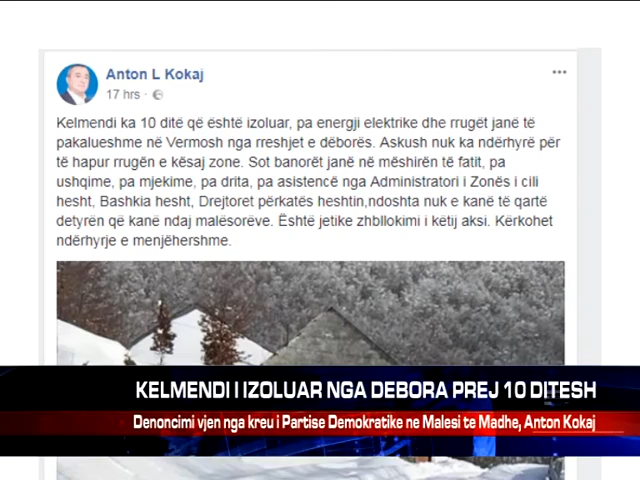 Anton L Kokaj
17 hrs ·
Kelmendi ka 10 ditë që është izoluar, pa energji elektrike dhe rrugët janë të
pakalueshme në Vermosh nga rreshjet e dëborës. Askush nuk ka ndërhyrë për
të hapur rrugën e kësaj zone. Sot banorët janë në mëshirën të fatit, pa
ushqime, pa mjekime, pa drita, pa asistencë nga Administratori i Zonës i cili
hesht, Bashkia hesht, Drejtoret përkatës heshtin,ndoshta nuk e kanë të qartë
detyrën që kanë ndaj malësorëve. Është jetike zhbllokimi i këtij aksi. Kërkohet
ndërhyrje e menjëhershme.
KELMENDI I IZOLUAR NGA DEBORA PREJ 10 DITESH
Denoncimi vjen nga kreu i Partise Demokratike ne Malesi te Madhe, Anton Kokaj